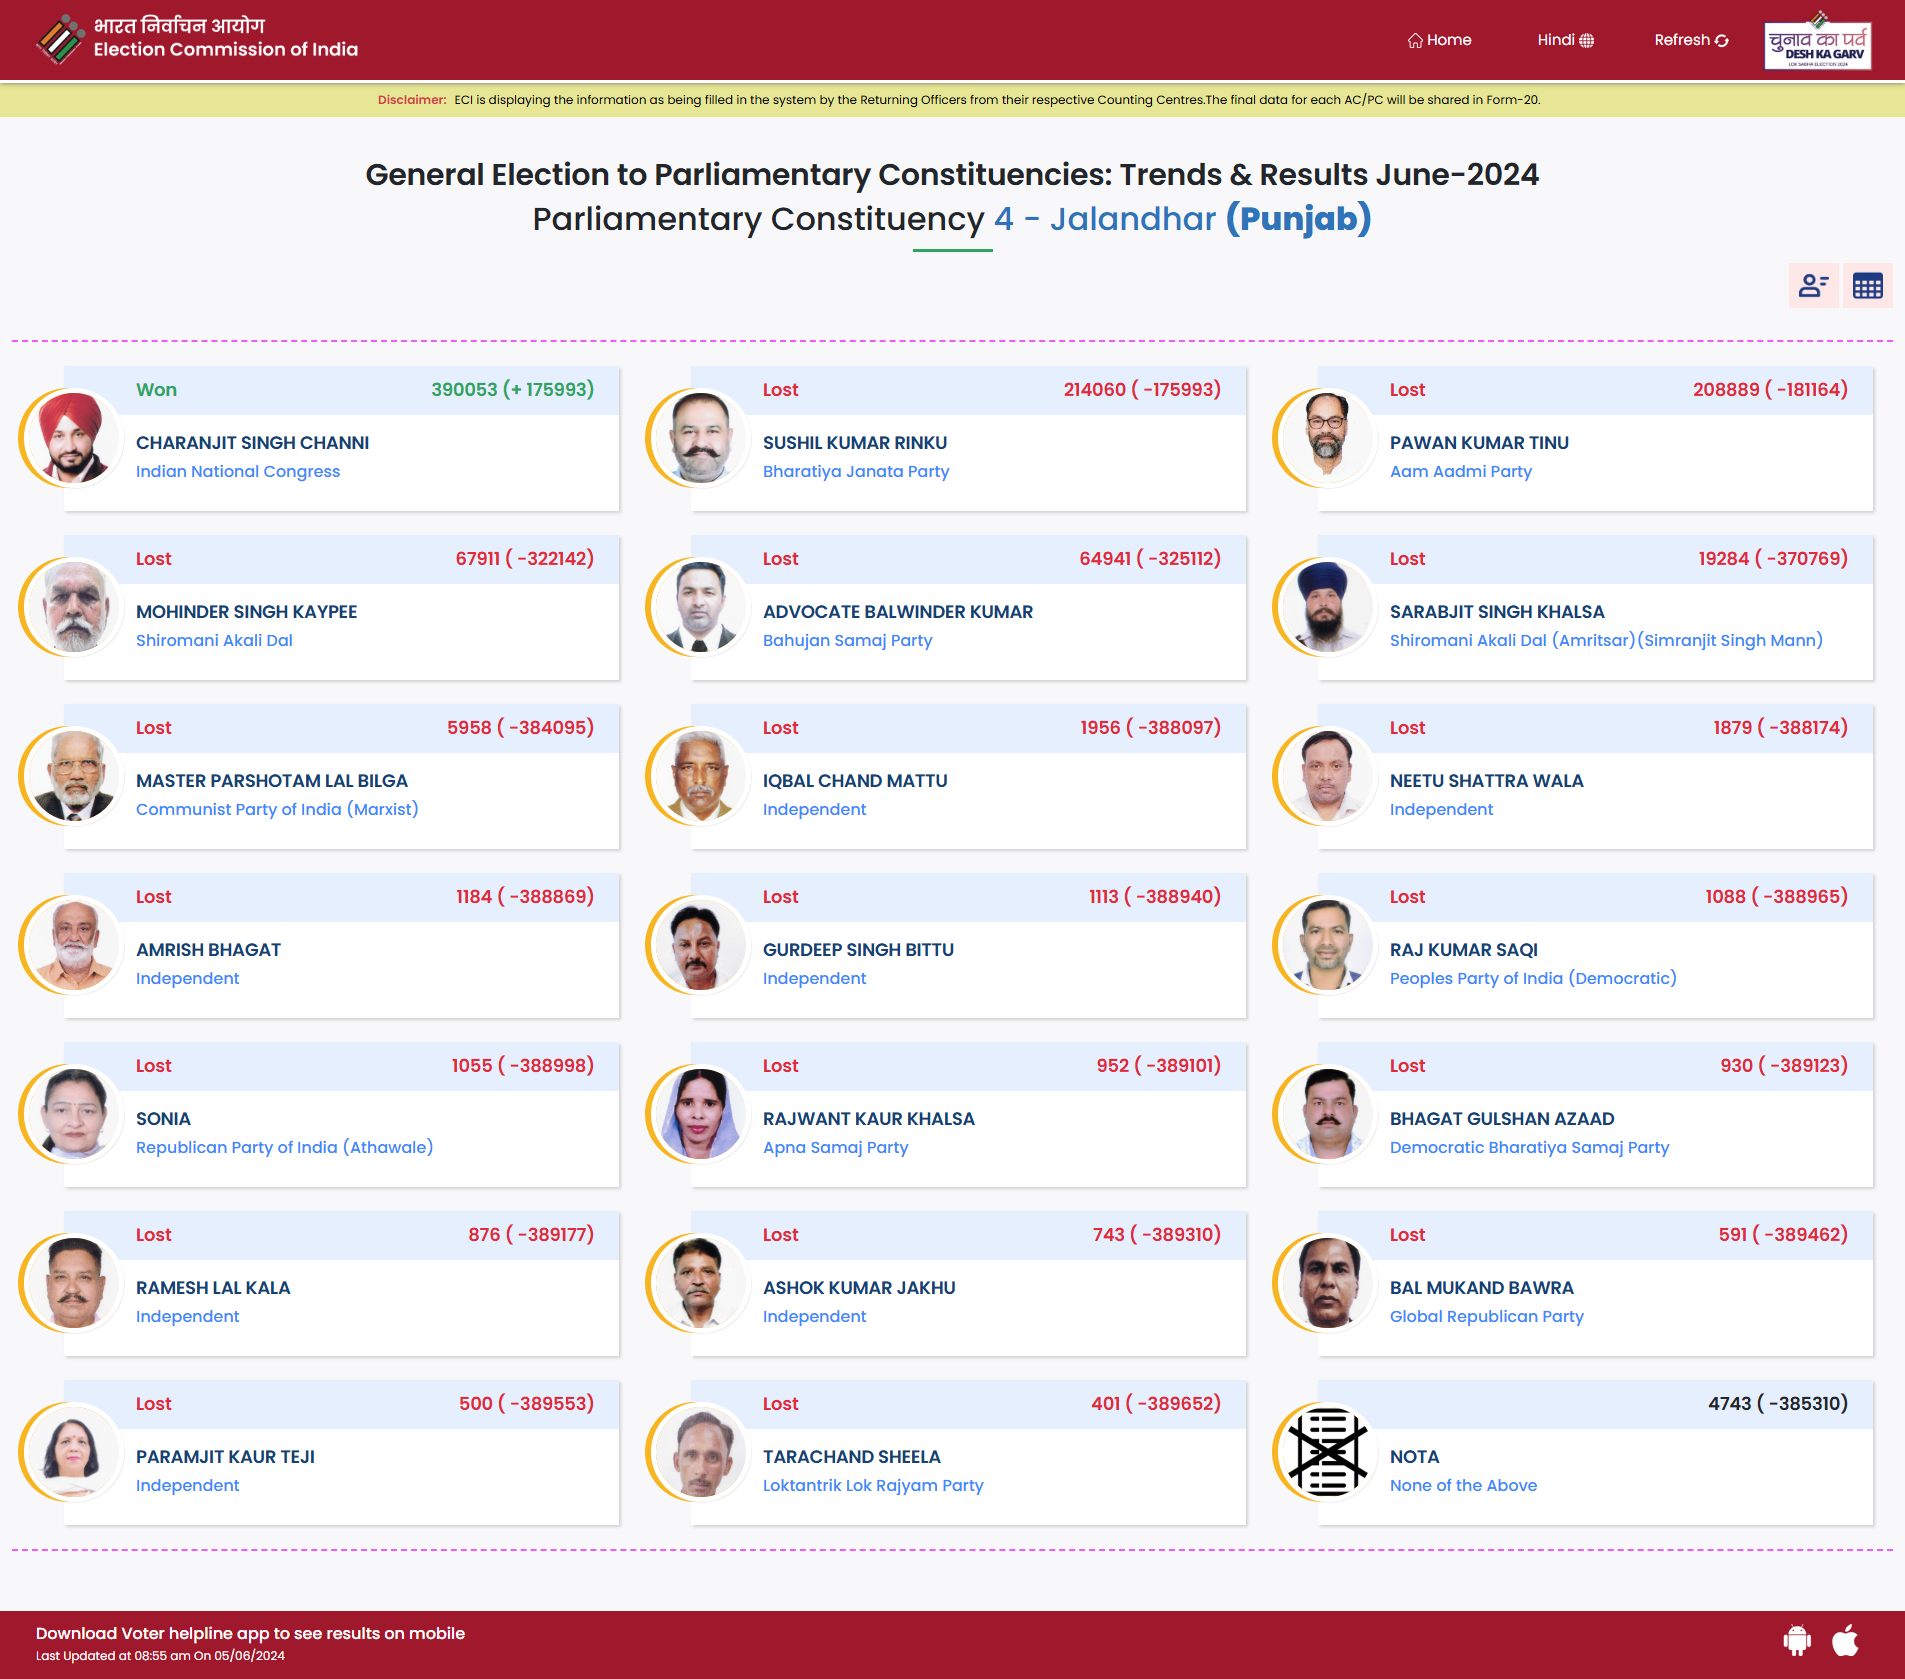 भारत निर्वाचन आयोग
Election Commission of India
Home
Hindi
Refresh
चुनाव का पर्व
DESH KA GARV
LOK SABHA ELECTION 2024
Disclaimer: ECI is displaying the information as being filled in the system by the Returning Officers from their respective Counting Centres.The final data for each AC/PC will be shared in Form-20.
General Election to Parliamentary Constituencies: Trends & Results June-2024
Parliamentary Constituency 4 - Jalandhar (Punjab)
Won 390053 (+ 175993)
CHARANJIT SINGH CHANNI
Indian National Congress
Lost 214060 ( -175993)
SUSHIL KUMAR RINKU
Bharatiya Janata Party
Lost 208889 ( -181164)
PAWAN KUMAR TINU
Aam Aadmi Party
Lost 67911 ( -322142)
MOHINDER SINGH KAYPEE
Shiromani Akali Dal
Lost 64941 ( -325112)
ADVOCATE BALWINDER KUMAR
Bahujan Samaj Party
Lost 19284 ( -370769)
SARABJIT SINGH KHALSA
Shiromani Akali Dal (Amritsar)(Simranjit Singh Mann)
Lost 5958 ( -384095)
MASTER PARSHOTAM LAL BILGA
Communist Party of India (Marxist)
Lost 1956 ( -388097)
IQBAL CHAND MATTU
Independent
Lost 1879 ( -388174)
NEETU SHATTRA WALA
Independent
Lost 1184 ( -388869)
AMRISH BHAGAT
Independent
Lost 1113 ( -388940)
GURDEEP SINGH BITTU
Independent
Lost 1088 ( -388965)
RAJ KUMAR SAQI
Peoples Party of India (Democratic)
Lost 1055 ( -388998)
SONIA
Republican Party of India (Athawale)
Lost 952 ( -389101)
RAJWANT KAUR KHALSA
Apna Samaj Party
Lost 930 ( -389123)
BHAGAT GULSHAN AZAAD
Democratic Bharatiya Samaj Party
Lost 876 ( -389177)
RAMESH LAL KALA
Independent
Lost 743 ( -389310)
ASHOK KUMAR JAKHU
Independent
Lost 591 ( -389462)
BAL MUKAND BAWRA
Global Republican Party
Lost 500 ( -389553)
PARAMJIT KAUR TEJI
Independent
Lost 401 ( -389652)
TARACHAND SHEELA
Loktantrik Lok Rajyam Party
4743 ( -385310)
NOTA
None of the Above
Download Voter helpline app to see results on mobile
Last Updated at 08:55 am On 05/06/2024